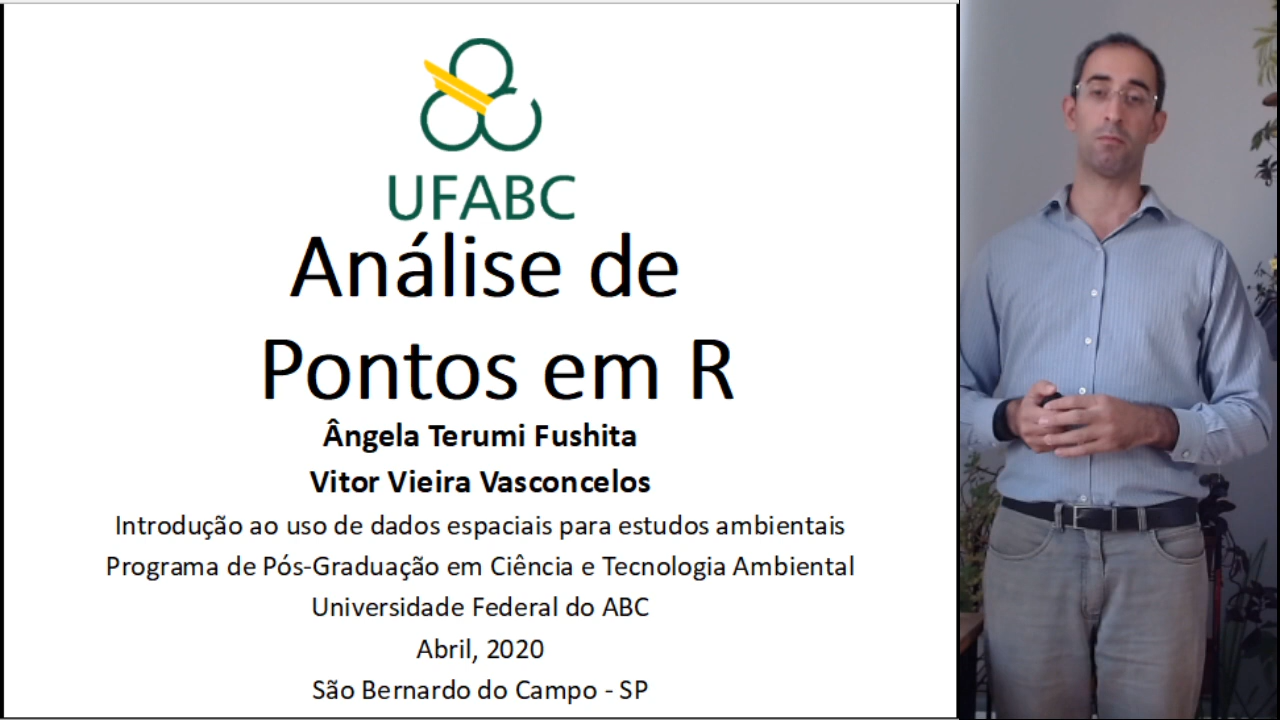 UFABC
Análise de
Pontos em R
Ângela Terumi Fushita
Vitor Vieira Vasconcelos
Introdução ao uso de dados espaciais para estudos ambientais
Programa de Pós-Graduação em Ciência e Tecnologia Ambiental
Universidade Federal do ABC
Abril, 2020
São Bernardo do Campo - SP